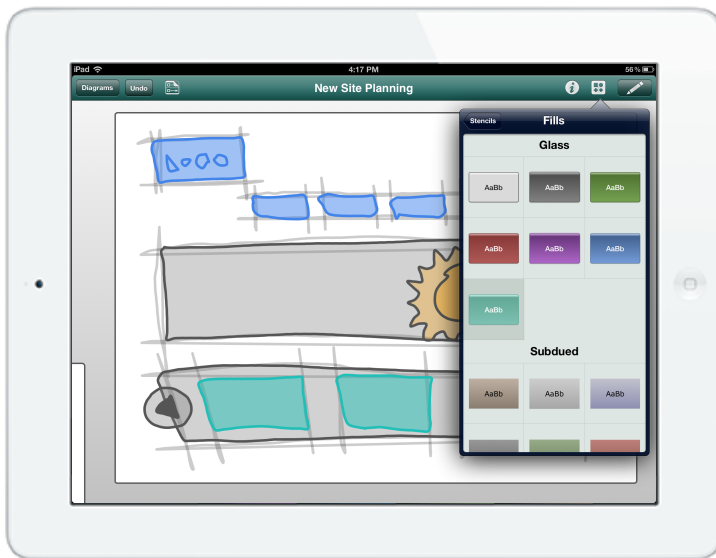 iPad 4:17 PM 56%
Diagrams Undo New Site Planning
Stencils Fills
Glass
AaBb AaBb AaBb
AaBb AaBb AaBb
AaBb
Subdued
AaBb AaBb AaBb